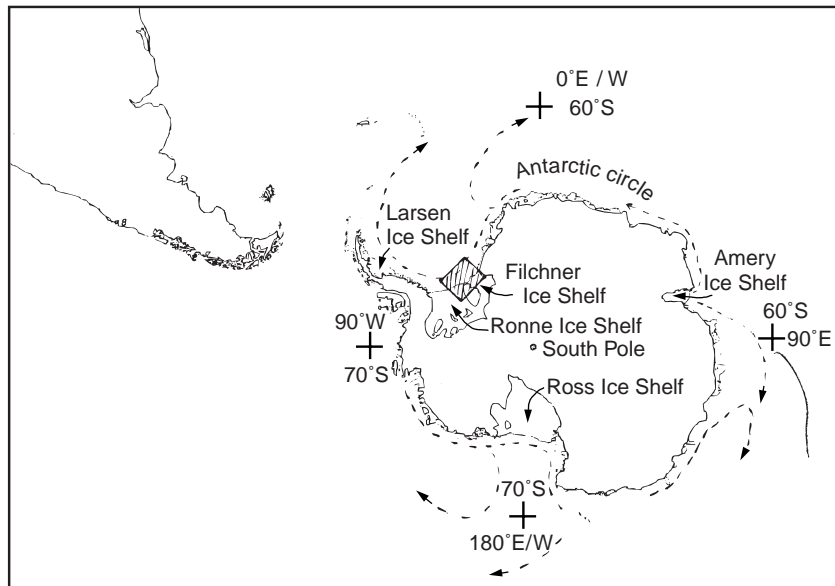 0˚E / W
60˚S
Antarctic circle
Larsen
Ice Shelf
Filchner
Ice Shelf
Amery
Ice Shelf
60˚S
90˚E
90˚W
70˚S
Ronne Ice Shelf
South Pole
Ross Ice Shelf
70˚S
180˚E/W